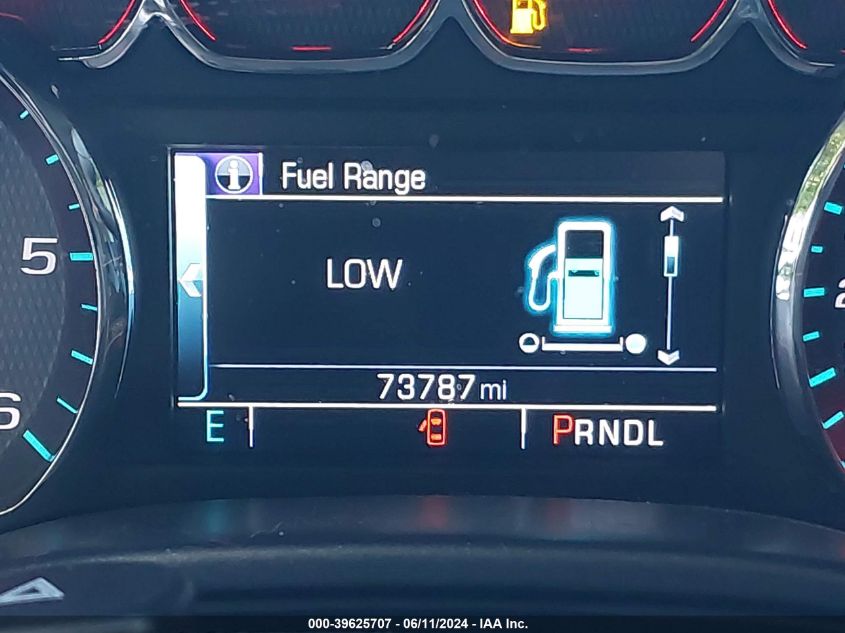 Fuel Range
5
LOW
6
73787 mi
E PRNDL
000-39625707 - 06/11/2024 - IAA Inc.